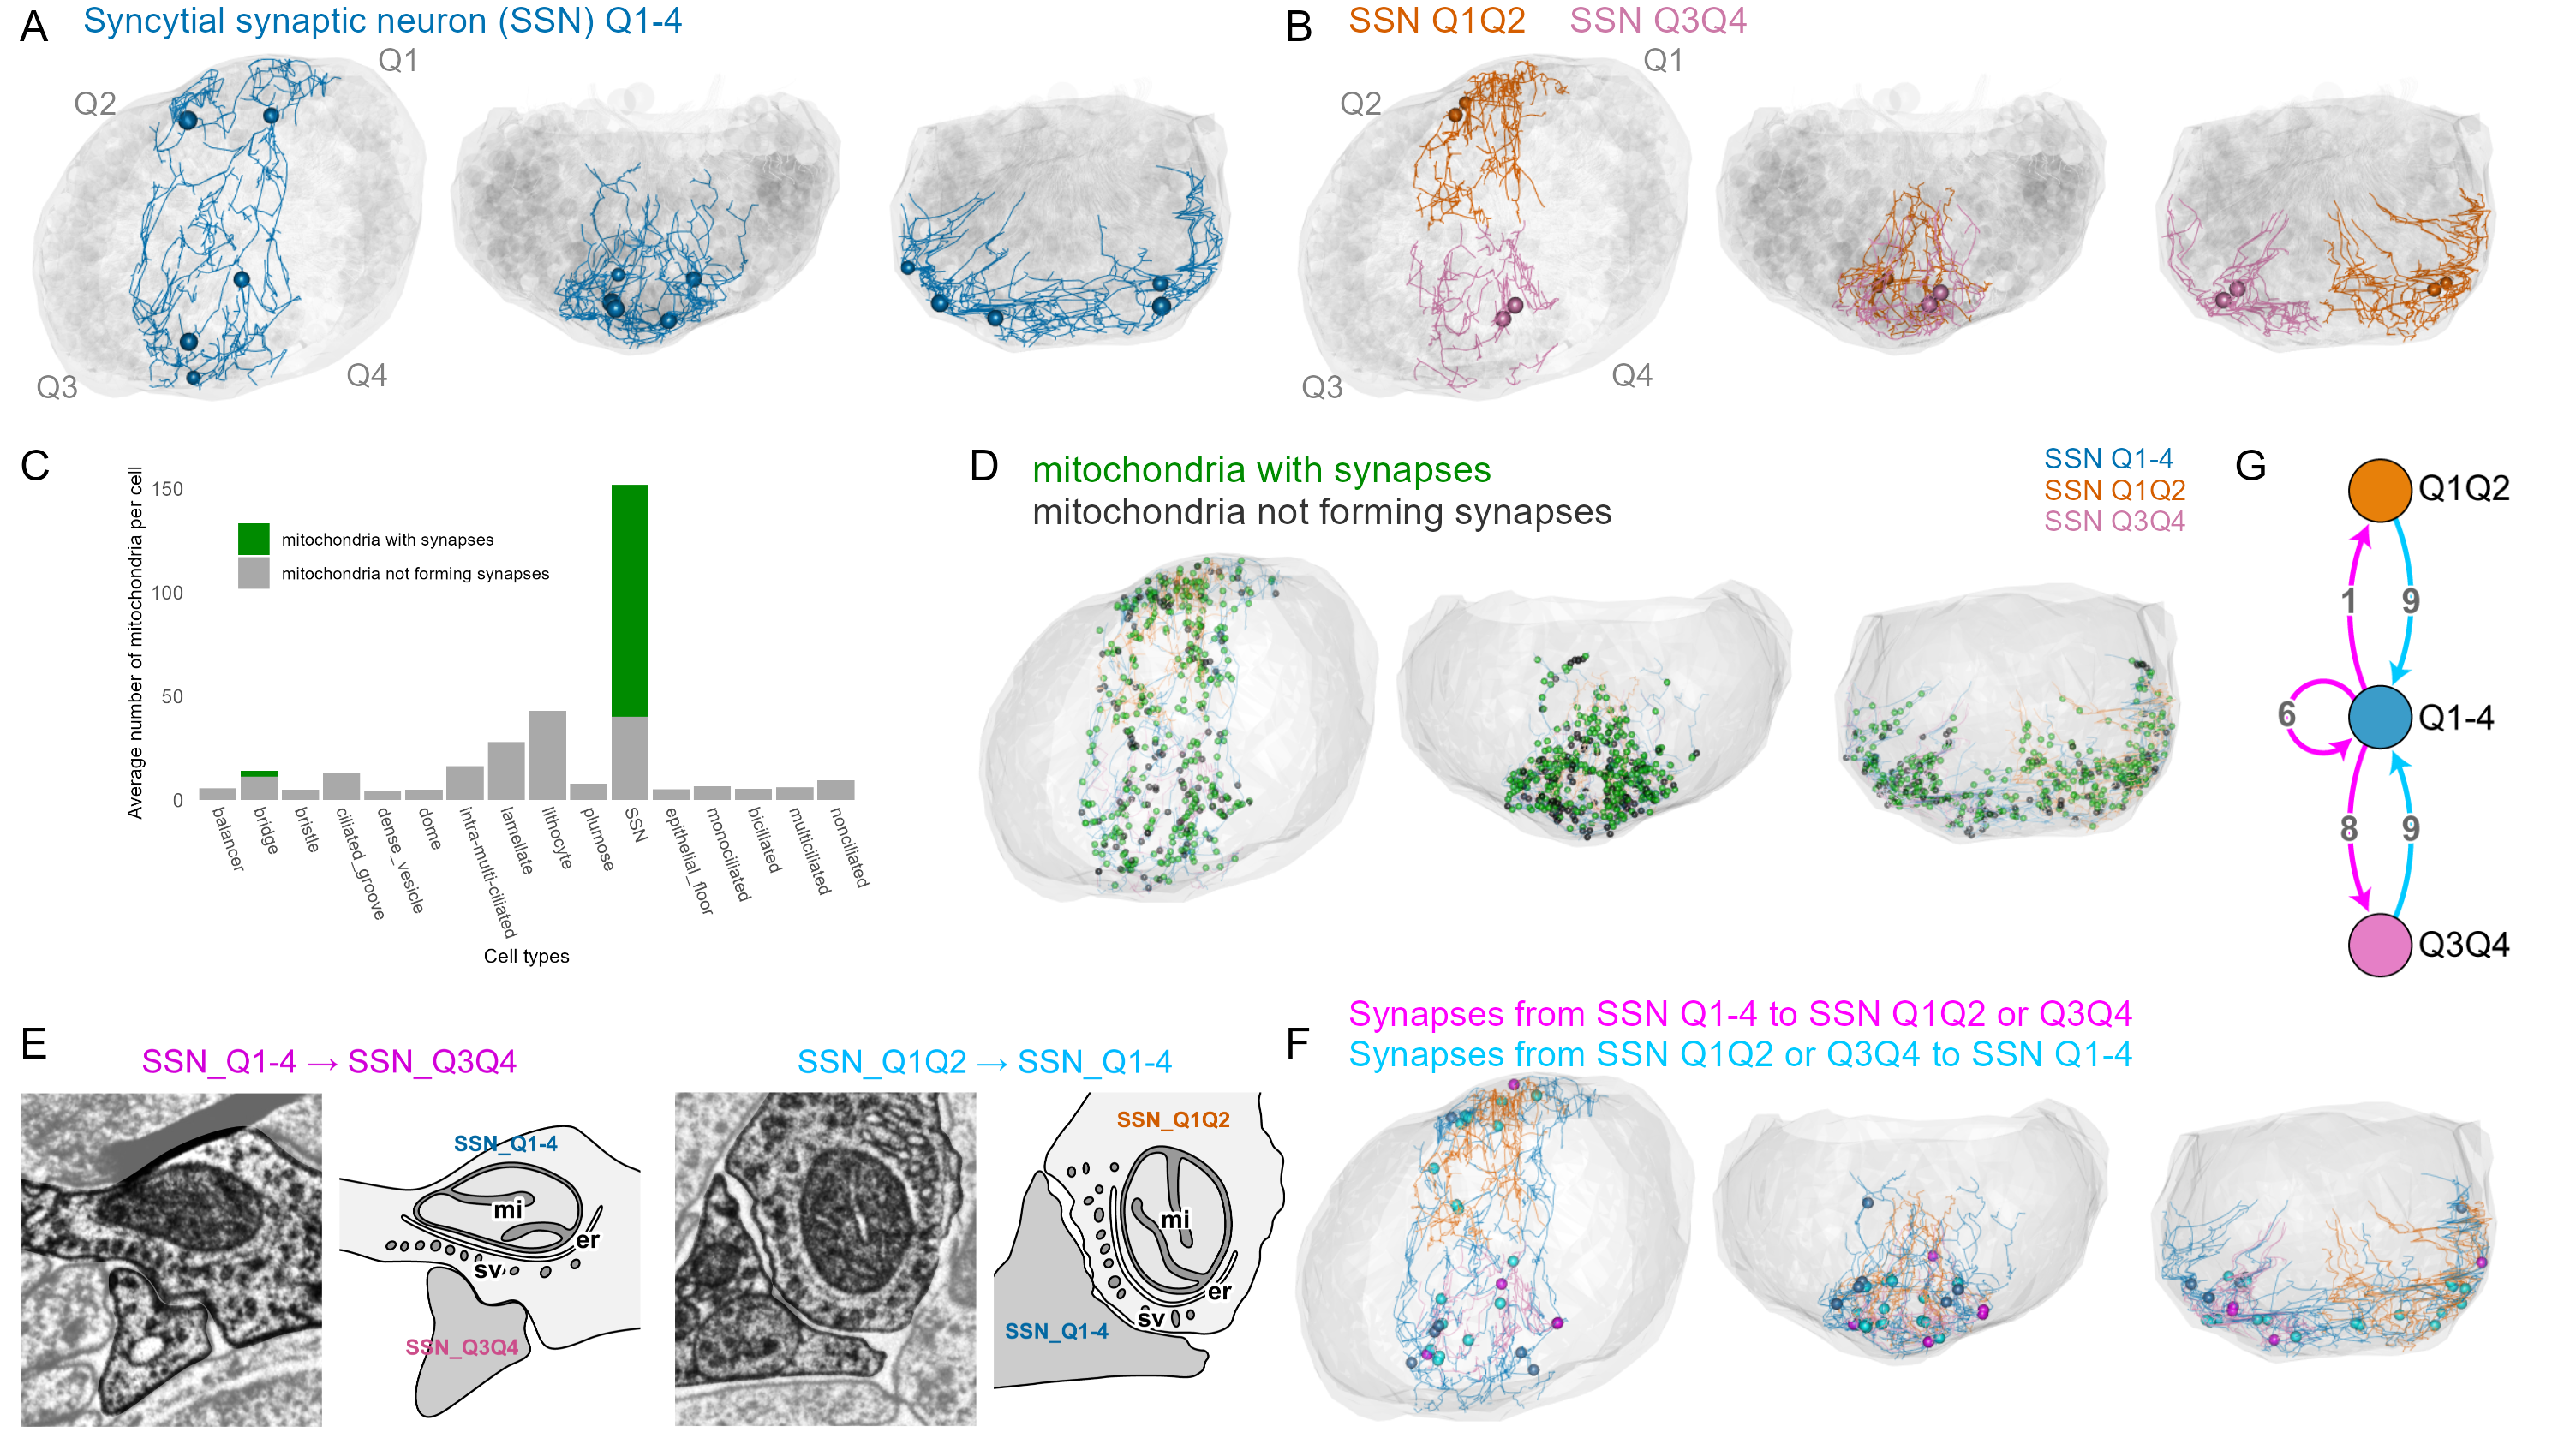 A
Syncytial synaptic neuron (SSN) Q1-4
Q1
Q2
Q3
Q4
B
SSN Q1Q2
SSN Q3Q4
Q1
Q2
Q3
Q4
C
Average number of mitochondria per cell
150
100
50
0
mitochondria with synapses
mitochondria not forming synapses
balancer
bridge
bristle
ciliated_groove
dense_vesicle
dome
intra-multi-ciliated
lamellate
lithocyte
plumose
SSN
epithelial_floor
monociliated
biciliated
multiciliated
nonciliated
Cell types
D
mitochondria with synapses
mitochondria not forming synapses
SSN Q1-4
SSN Q1Q2
SSN Q3Q4
G
Q1Q2
1
9
6
Q1-4
8
9
Q3Q4
E
SSN_Q1-4 → SSN_Q3Q4
SSN_Q1-4
mi
er
sv
SSN_Q3Q4
SSN_Q1Q2 → SSN_Q1-4
SSN_Q1Q2
mi
er
sv
SSN_Q1-4
F
Synapses from SSN Q1-4 to SSN Q1Q2 or Q3Q4
Synapses from SSN Q1Q2 or Q3Q4 to SSN Q1-4